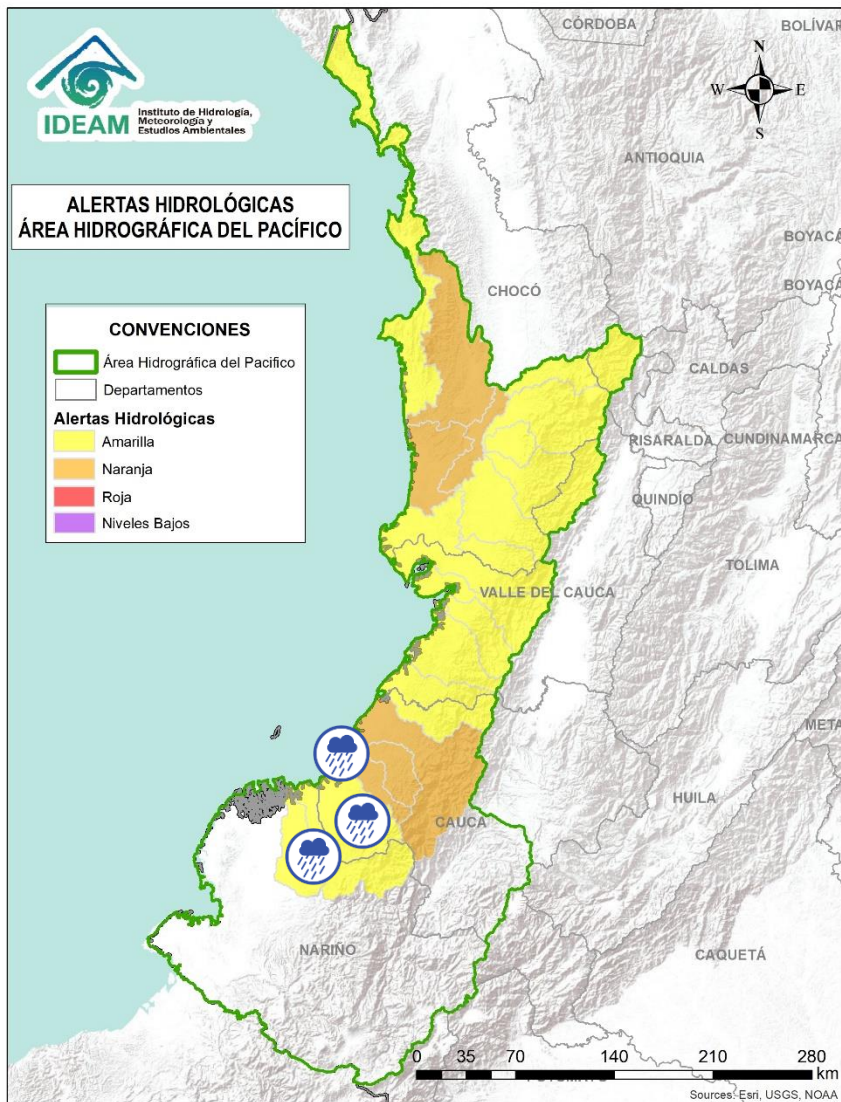 CÓRDOBA
BOLÍVAR
IDEAM
Instituto de Hidrología,
Meteorología y
Estudios Ambientales
N
W
E
S
ANTIOQUIA
ALERTAS HIDROLÓGICAS
ÁREA HIDROGRÁFICA DEL PACÍFICO
BOYACÁ
BOYACÁ
CHOCÓ
CONVENCIONES
Área Hidrográfica del Pacifico
Departamentos
Alertas Hidrológicas
Amarilla
Naranja
Roja
Niveles Bajos
CALDAS
RISARALDA
CUNDINAMARCA
QUINDÍO
TOLIMA
VALLE DEL CAUCA
META
HUILA
CAUCA
NARIÑO
CAQUETÁ
0 35 70 140 210 280
km
Sources: Esri, USGS, NOAA